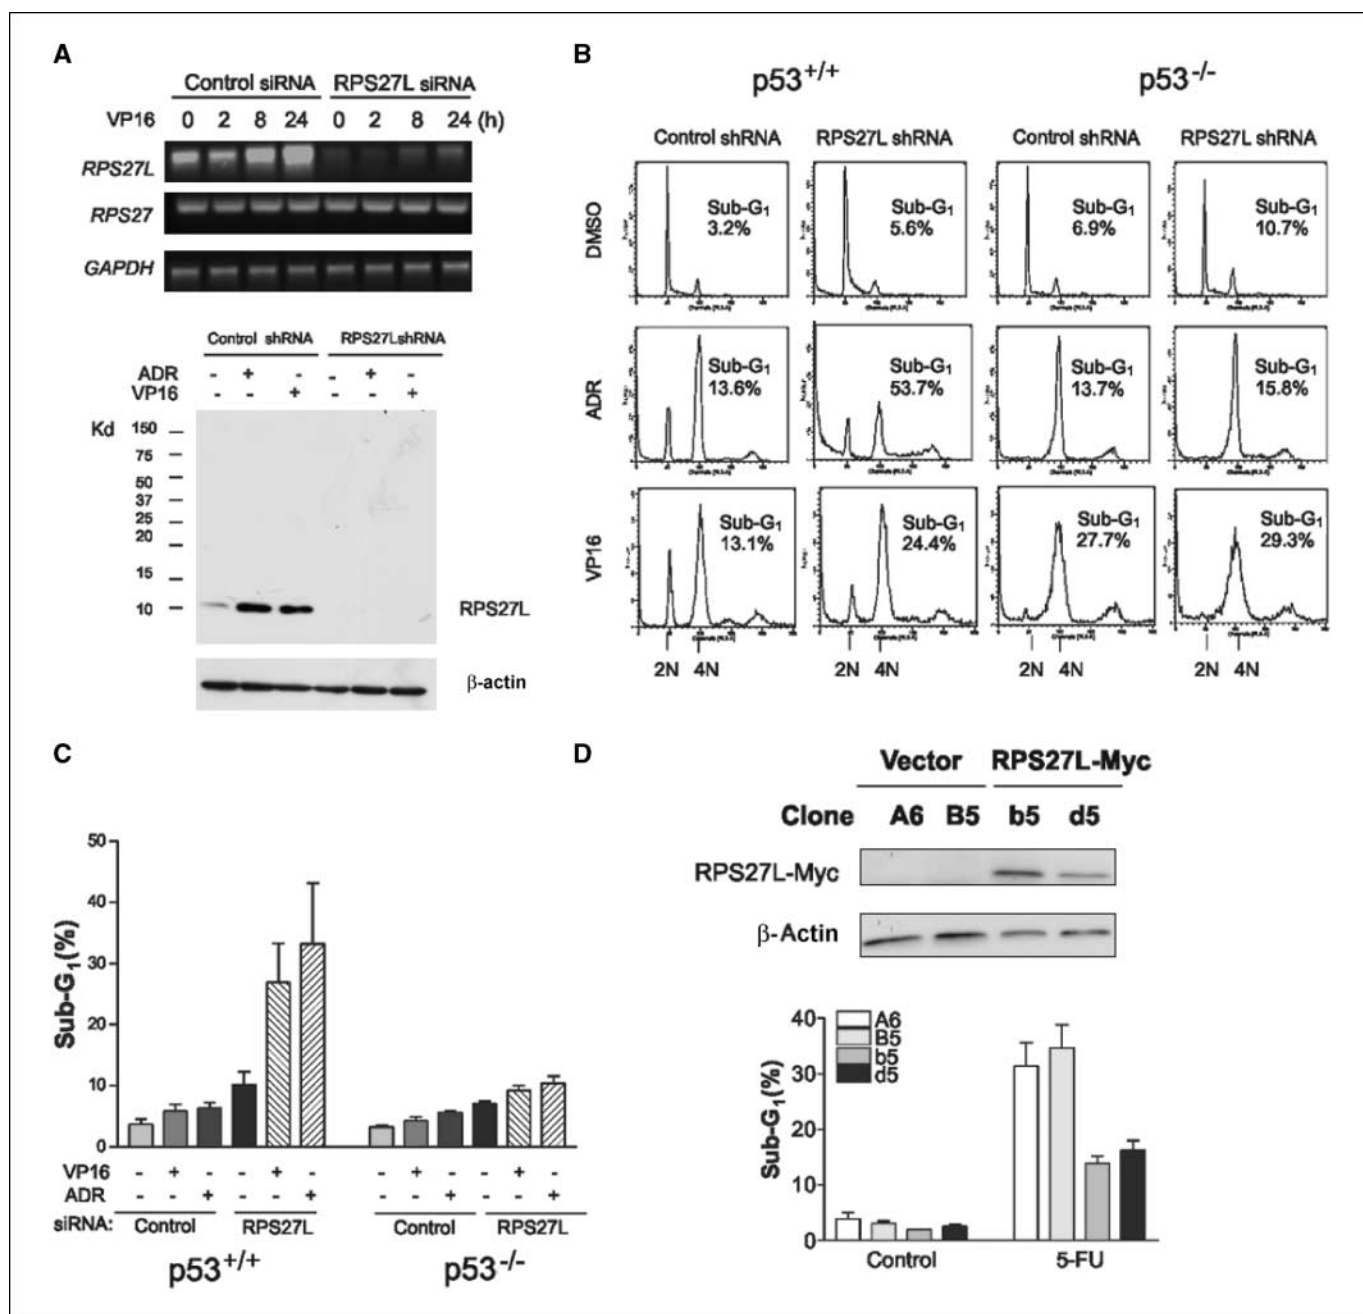 A
Control siRNA RPS27L siRNA
VP16 0 2 8 24 0 2 8 24 (h)
RPS27L
RPS27
GAPDH
Control shRNA RPS27LshRNA
ADR - + - - + -
VP16 - - + - - +
Kd 150
75
50
37
25
20
15
10
RPS27L
β-actin
B
p53+/+ p53-/-
Control shRNA RPS27L shRNA Control shRNA RPS27L shRNA
DMSO
Sub-G1 3.2%
Sub-G1 5.6%
Sub-G1 6.9%
Sub-G1 10.7%
ADR
Sub-G1 13.6%
Sub-G1 53.7%
Sub-G1 13.7%
Sub-G1 15.8%
VP16
Sub-G1 13.1%
Sub-G1 24.4%
Sub-G1 27.7%
Sub-G1 29.3%
2N 4N 2N 4N 2N 4N 2N 4N
C
Sub-G1(%)
50
40
30
20
10
0
VP16 - + - - + - - + - - + -
ADR - - + - - + - - + - - +
siRNA: Control RPS27L Control RPS27L
p53+/+ p53-/-
D
Vector RPS27L-Myc
Clone A6 B5 b5 d5
RPS27L-Myc
β-Actin
Sub-G1(%)
40
30
20
10
0
A6
B5
b5
d5
Control 5-FU